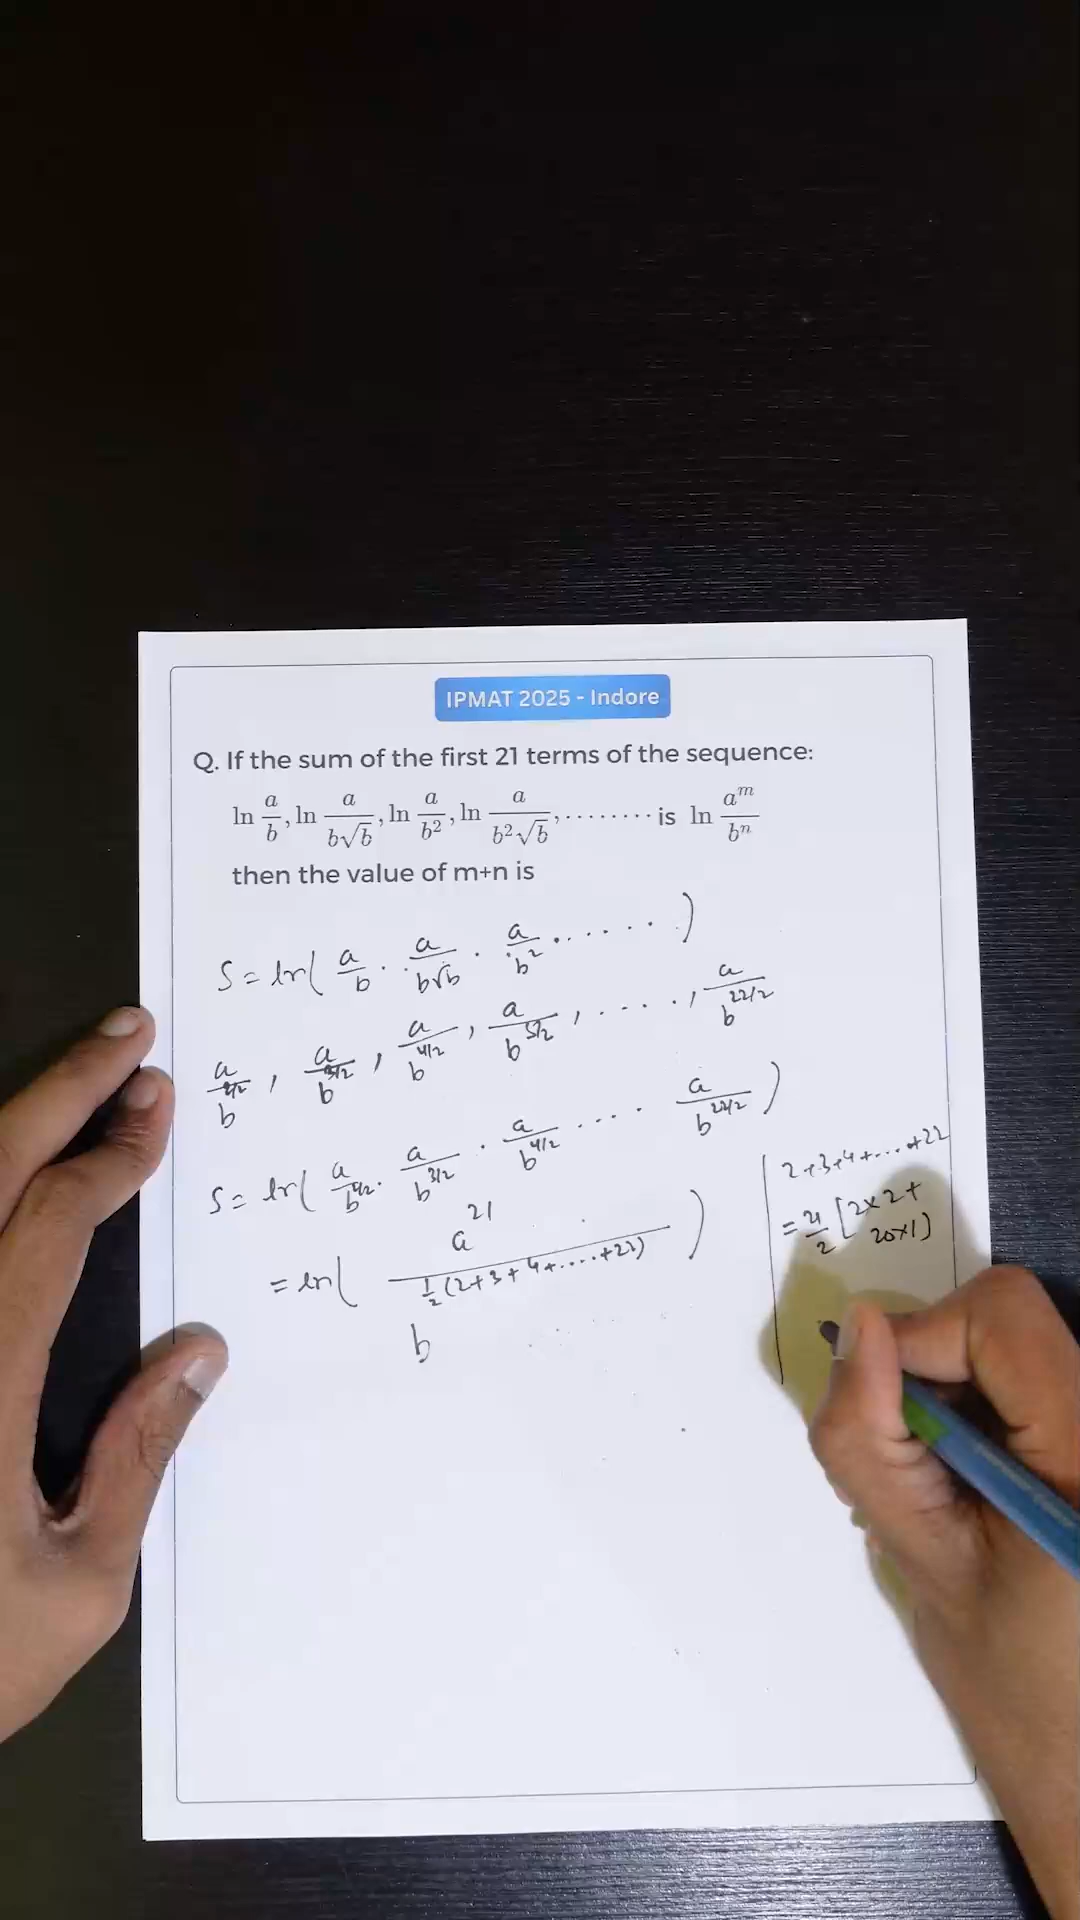 IPMAT 2025 - Indore
Q. If the sum of the first 21 terms of the sequence:
ln a/b, ln a/(b√b), ln a/b², ln a/(b²√b), ········ is ln aᵐ/bⁿ
then the value of m+n is
S = ln( a/b · a/(b√b) · a/b² · · · · · · )
a/b^(2/2) , a/b^(3/2) , a/b^(4/2) , a/b^(5/2) , · · · · , a/b^(22/2)
S = ln( a/b^(2/2) · a/b^(3/2) · a/b^(4/2) · · · · a/b^(22/2) )
= ln( a^21 / b^(1/2 (2+3+4+....+22)) )
2+3+4+....+22
= 21/2 [2×2+
20×1]